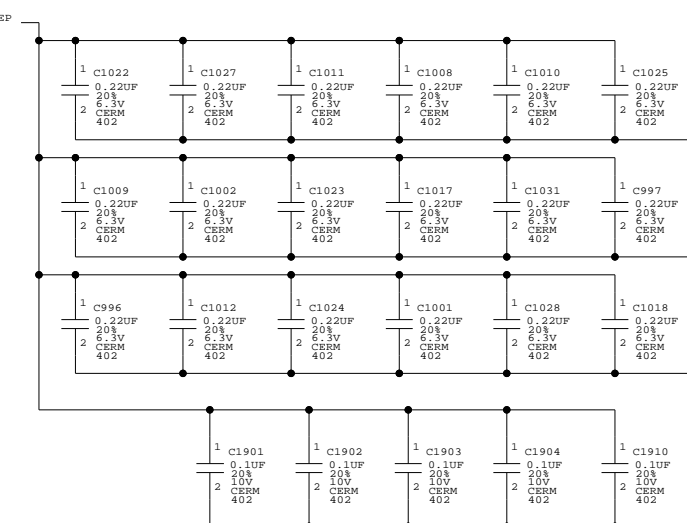 EP
1 C1022
0.22UF
20%
6.3V
2 CERM
402
1 C1027
0.22UF
20%
6.3V
2 CERM
402
1 C1011
0.22UF
20%
6.3V
2 CERM
402
1 C1008
0.22UF
20%
6.3V
2 CERM
402
1 C1010
0.22UF
20%
6.3V
2 CERM
402
1 C1025
0.22UF
20%
6.3V
2 CERM
402
1 C1009
0.22UF
20%
6.3V
2 CERM
402
1 C1002
0.22UF
20%
6.3V
2 CERM
402
1 C1023
0.22UF
20%
6.3V
2 CERM
402
1 C1017
0.22UF
20%
6.3V
2 CERM
402
1 C1031
0.22UF
20%
6.3V
2 CERM
402
1 C997
0.22UF
20%
6.3V
2 CERM
402
1 C996
0.22UF
20%
6.3V
2 CERM
402
1 C1012
0.22UF
20%
6.3V
2 CERM
402
1 C1024
0.22UF
20%
6.3V
2 CERM
402
1 C1001
0.22UF
20%
6.3V
2 CERM
402
1 C1028
0.22UF
20%
6.3V
2 CERM
402
1 C1018
0.22UF
20%
6.3V
2 CERM
402
1 C1901
0.1UF
20%
10V
2 CERM
402
1 C1902
0.1UF
20%
10V
2 CERM
402
1 C1903
0.1UF
20%
10V
2 CERM
402
1 C1904
0.1UF
20%
10V
2 CERM
402
1 C1910
0.1UF
20%
10V
2 CERM
402